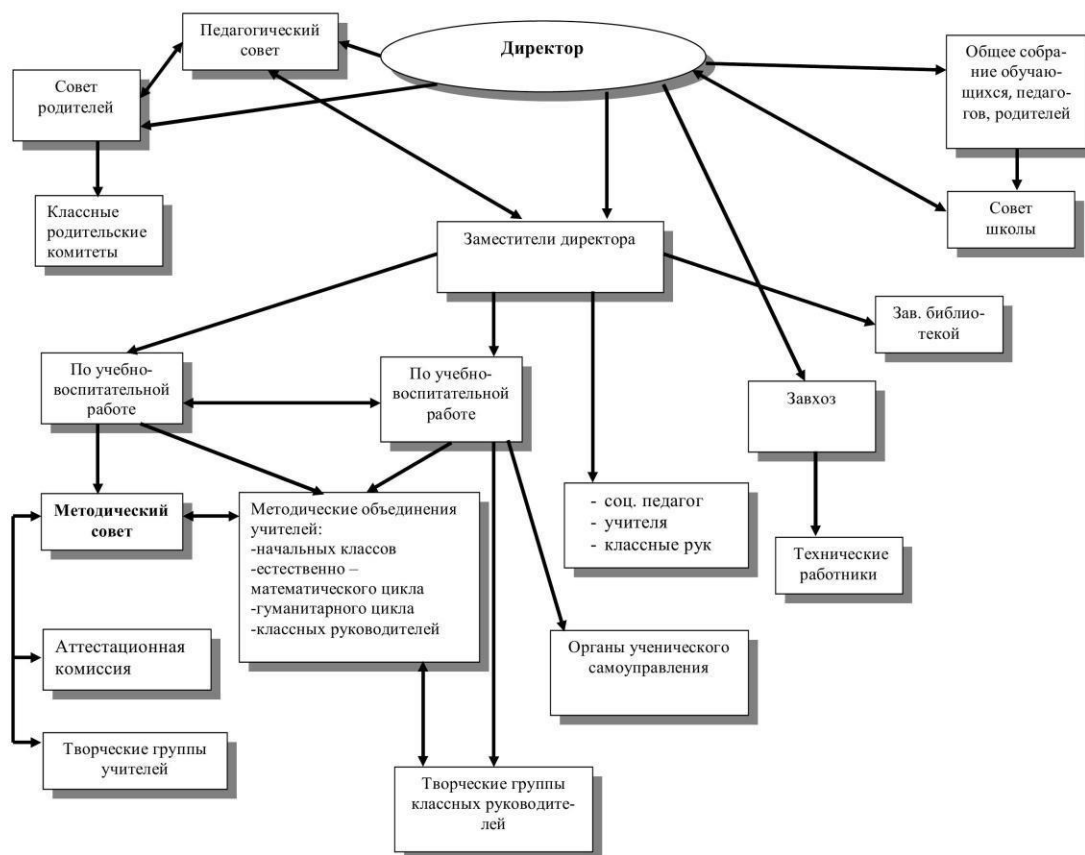 Педагогический
совет
Директор
Общее собра-
ние обучаю-
щихся, педаго-
гов, родителей
Совет
родителей
Классные
родительские
комитеты
Заместители директора
Совет
школы
Зав. библио-
текой
По учебно-
воспитательной
работе
По учебно-
воспитательной
работе
Завхоз
Методический
совет
Методические объединения
учителей:
-начальных классов
-естественно –
математического цикла
-гуманитарного цикла
-классных руководителей
- соц. педагог
- учителя
- классные рук
Технические
работники
Аттестационная
комиссия
Органы ученического
самоуправления
Творческие группы
учителей
Творческие группы
классных руководите-
лей